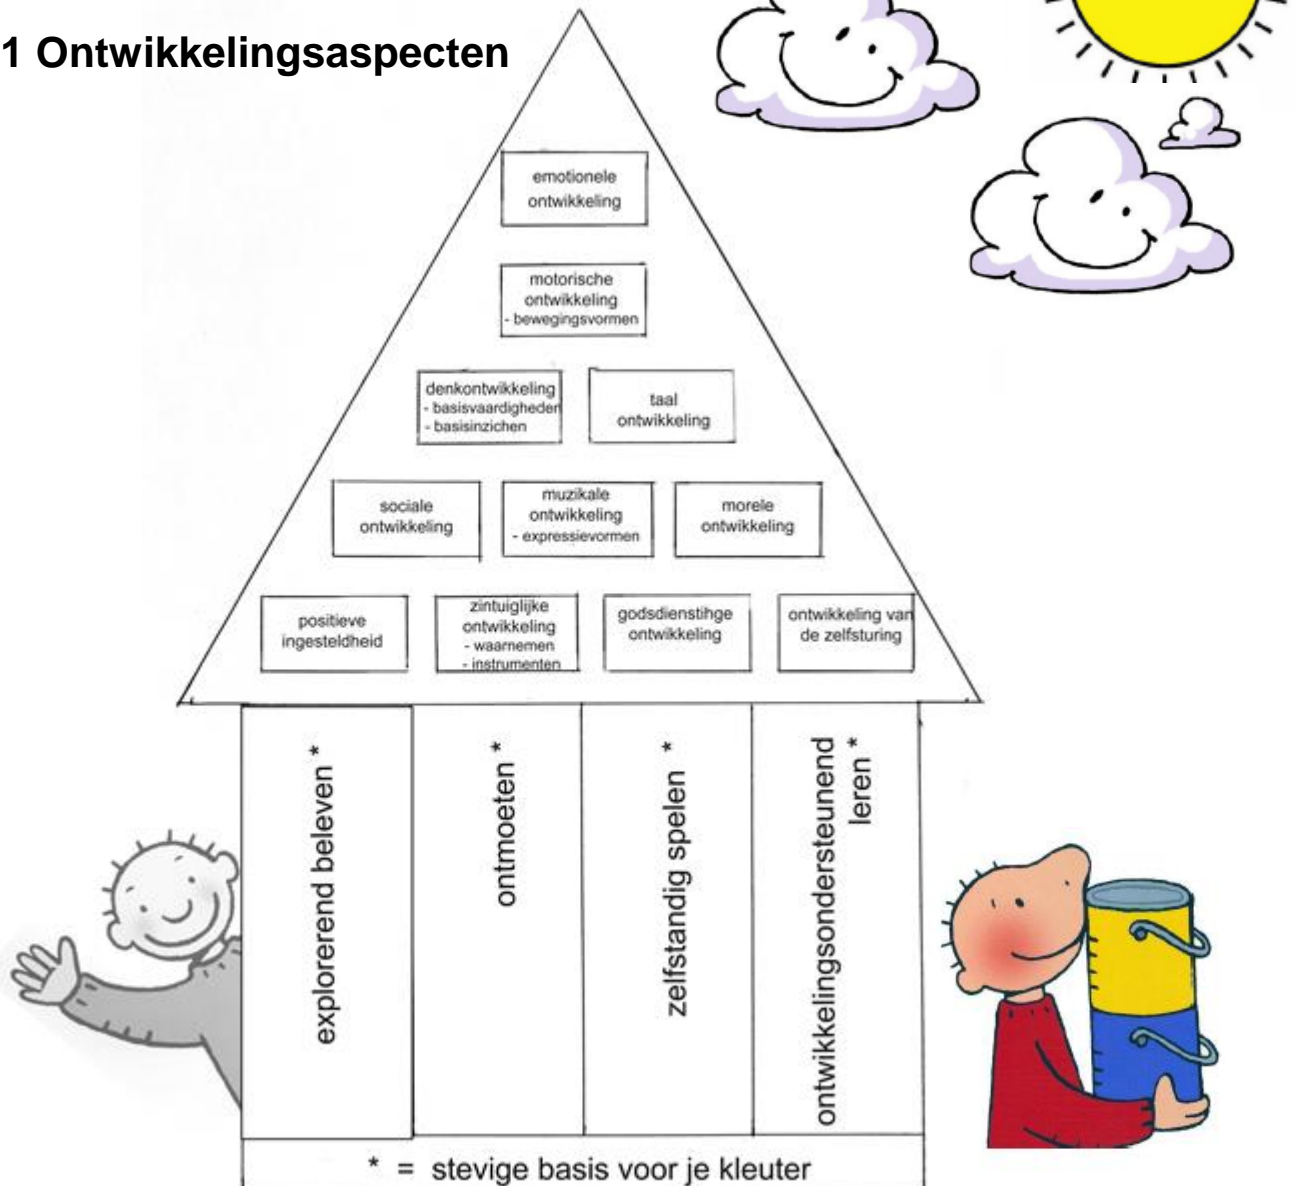 1 Ontwikkelingsaspecten
emotionele
ontwikkeling
motorische
ontwikkeling
- bewegingsvormen
denkontwikkeling
- basisvaardigheden
- basisinzichen
taal
ontwikkeling
sociale
ontwikkeling
muzikale
ontwikkeling
- expressievormen
morele
ontwikkeling
positieve
ingesteldheid
zintuiglijke
ontwikkeling
- waarnemen
- instrumenten
godsdienstihge
ontwikkeling
ontwikkeling van
de zelfsturing
explorerend beleven *
ontmoeten *
zelfstandig spelen *
ontwikkelingsondersteunend
leren *
* = stevige basis voor je kleuter